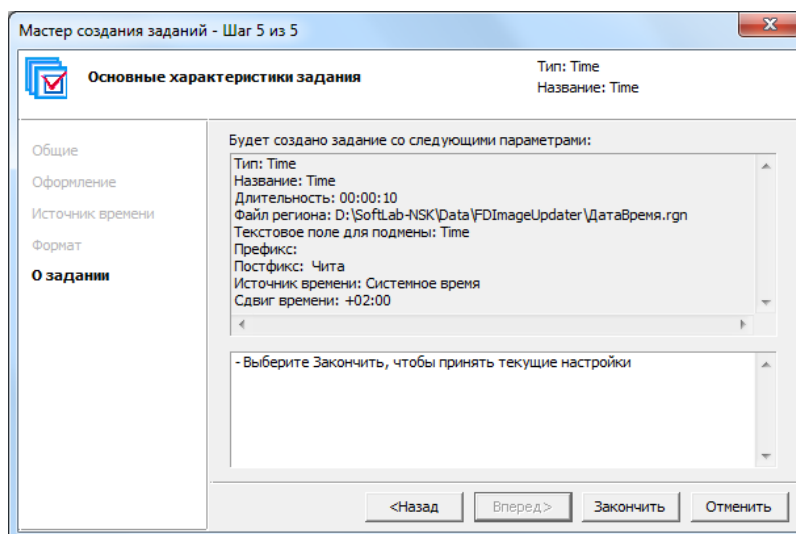 Мастер создания заданий - Шаг 5 из 5
Основные характеристики задания
Тип: Time
Название: Time
Общие
Оформление
Источник времени
Формат
О задании
Будет создано задание со следующими параметрами:
Тип: Time
Название: Time
Длительность: 00:00:10
Файл региона: D:\SoftLab-NSK\Data\FDImageUpdater\ДатаВремя.rgn
Текстовое поле для подмены: Time
Префикс:
Постфикс: Чита
Источник времени: Системное время
Сдвиг времени: +02:00
- Выберите Закончить, чтобы принять текущие настройки
<Назад
Вперед>
Закончить
Отменить